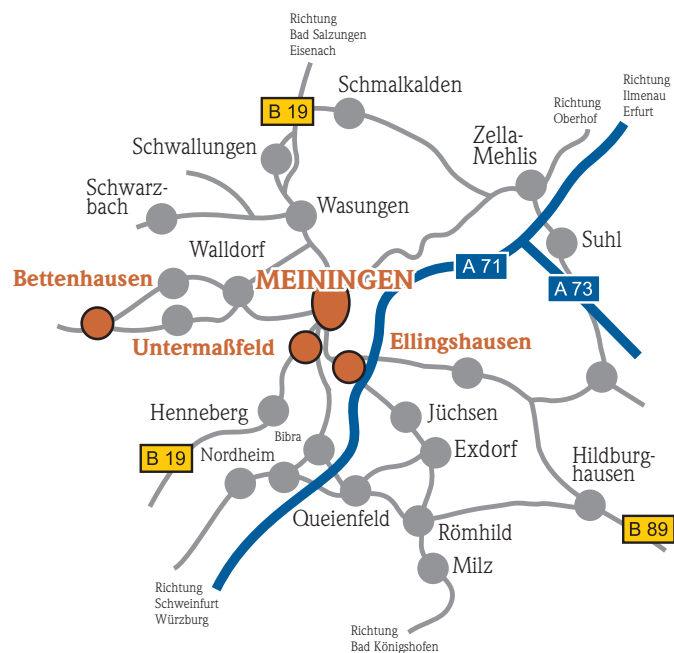 Richtung
Bad Salzungen
Eisenach
Schmalkalden
Richtung
Ilmenau
Erfurt
Richtung
Oberhof
B 19
Zella-
Mehlis
Schwallungen
Schwarz-
bach
Wasungen
Suhl
Walldorf
Bettenhausen
MEININGEN
A 71
A 73
Untermaßfeld
Ellingshausen
Henneberg
Jüchsen
Bibra
Exdorf
B 19
Nordheim
Hildburg-
hausen
Queienfeld
Römhild
B 89
Milz
Richtung
Schweinfurt
Würzburg
Richtung
Bad Königshofen